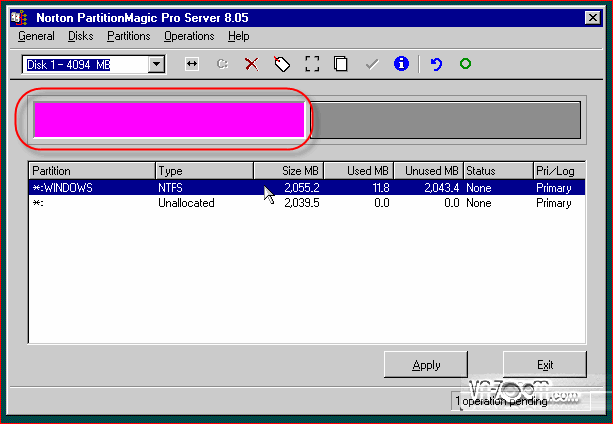 Norton PartitionMagic Pro Server 8.05
General Disks Partitions Operations Help
Disk 1 - 4094 MB C:
Partition Type Size MB Used MB Unused MB Status Pri/Log
*:WINDOWS NTFS 2,055.2 11.8 2,043.4 None Primary
*: Unallocated 2,039.5 0.0 0.0 None Primary
Apply Exit
1 operation pending